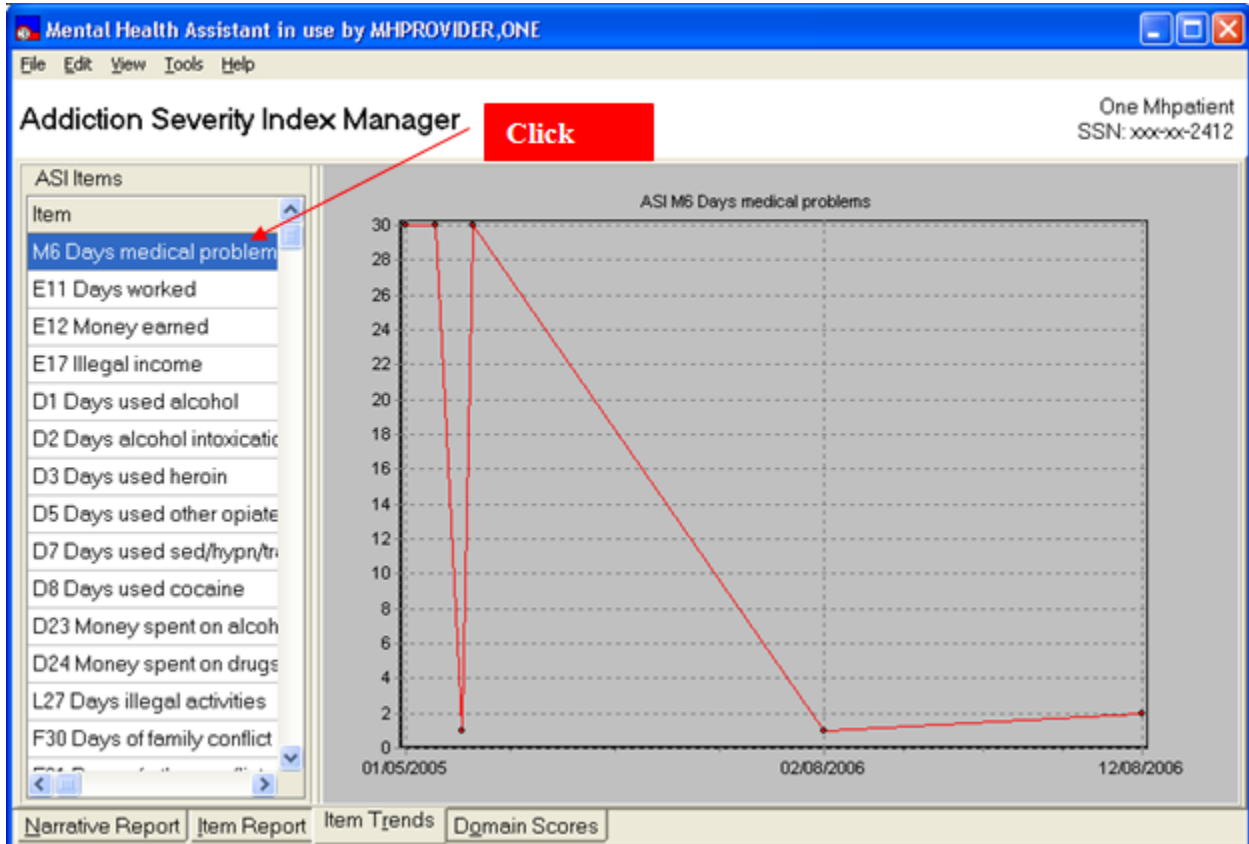 Mental Health Assistant in use by MHPROVIDER,ONE
File Edit View Tools Help
Addiction Severity Index Manager
Click
One Mhpatient
SSN: xxx-xx-2412
ASI Items
Item
M6 Days medical problem
E11 Days worked
E12 Money earned
E17 Illegal income
D1 Days used alcohol
D2 Days alcohol intoxicatic
D3 Days used heroin
D5 Days used other opiate
D7 Days used sed/hypn/tra
D8 Days used cocaine
D23 Money spent on alcoh
D24 Money spent on drugs
L27 Days illegal activities
F30 Days of family conflict
ASI M6 Days medical problems
30
28
26
24
22
20
18
16
14
12
10
8
6
4
2
0
01/05/2005 02/08/2006 12/08/2006
Narrative Report Item Report Item Trends Domain Scores